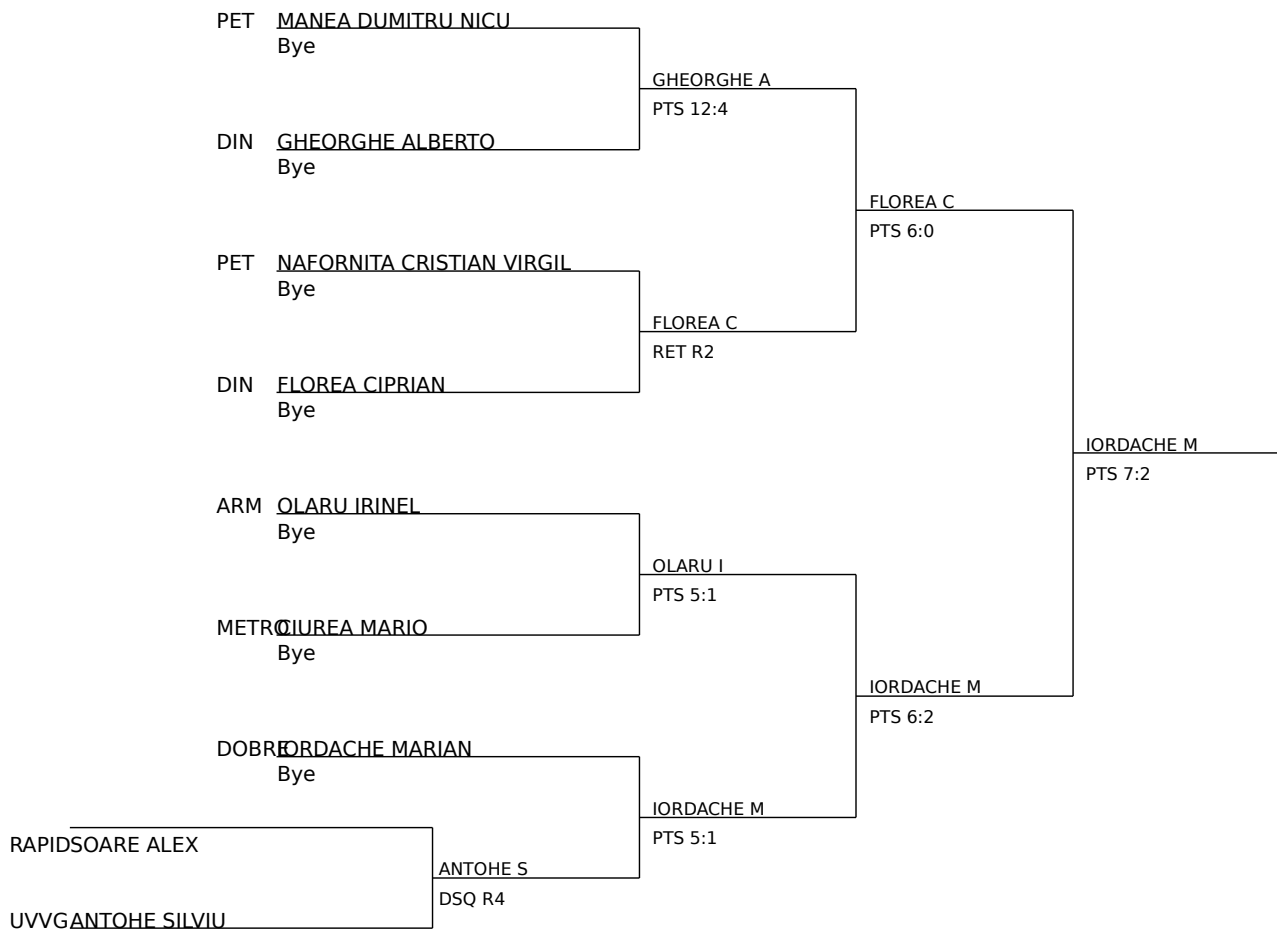 PET MANEA DUMITRU NICU
Bye
GHEORGHE A
PTS 12:4
DIN GHEORGHE ALBERTO
Bye
FLOREA C
PTS 6:0
PET NAFORNITA CRISTIAN VIRGIL
Bye
FLOREA C
RET R2
DIN FLOREA CIPRIAN
Bye
IORDACHE M
PTS 7:2
ARM OLARU IRINEL
Bye
OLARU I
PTS 5:1
METRO CIUREA MARIO
Bye
IORDACHE M
PTS 6:2
DOBRE IORDACHE MARIAN
Bye
IORDACHE M
PTS 5:1
RAPID SOARE ALEX
ANTOHE S
DSQ R4
UVVG ANTOHE SILVIU